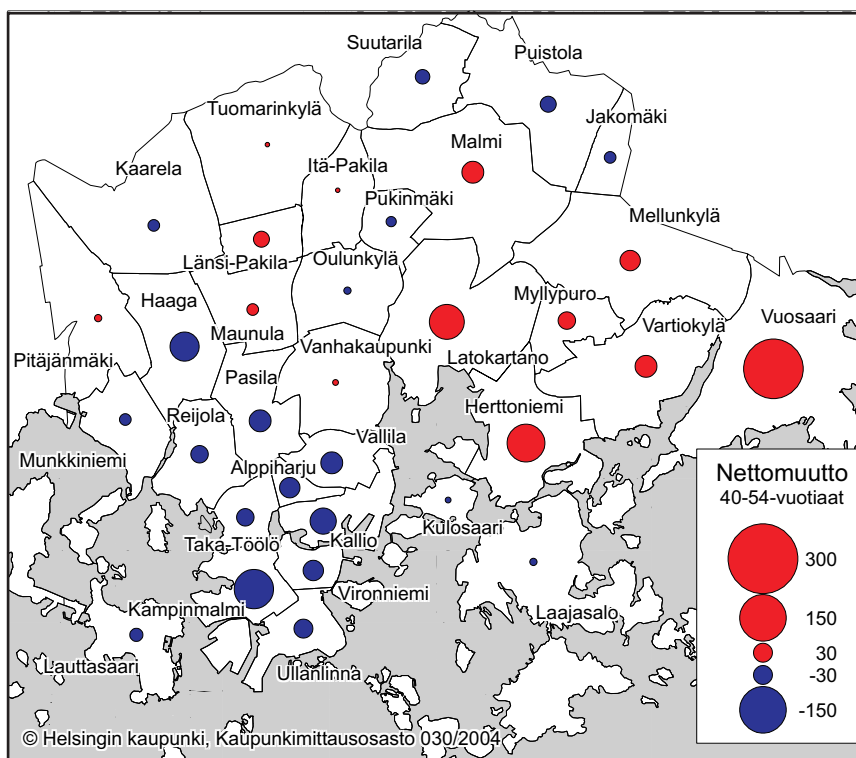 Suutarila
Puistola
Tuomarinkylä
Jakomäki
Malmi
Kaarela
Itä-Pakila
Pukinmäki
Mellunkylä
Länsi-Pakila
Oulunkylä
Haaga
Myllypuro
Maunula
Vuosaari
Vartiokylä
Vanhakaupunki
Pitäjänmäki
Latokartano
Pasila
Herttoniemi
Reijola
Vallila
Munkkiniemi
Alppiharju
Nettomuutto
40-54-vuotiaat
Kulosaari
Kallio
Taka-Töölö
300
Vironniemi
Kampinmalmi
Laajasalo
150
30
Lauttasaari
Ullanlinna
-30
-150
© Helsingin kaupunki, Kaupunkimittausosasto 030/2004